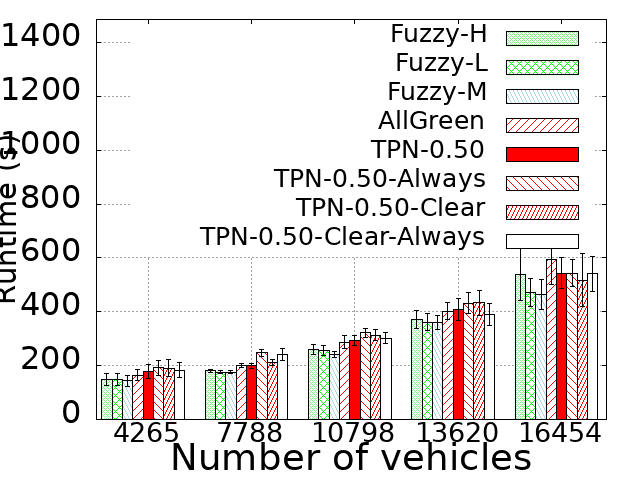 1400
1200
1000
800
600
400
200
0
Runtime (s)
Fuzzy-H
Fuzzy-L
Fuzzy-M
AllGreen
TPN-0.50
TPN-0.50-Always
TPN-0.50-Clear
TPN-0.50-Clear-Always
4265 7788 10798 13620 16454
Number of vehicles